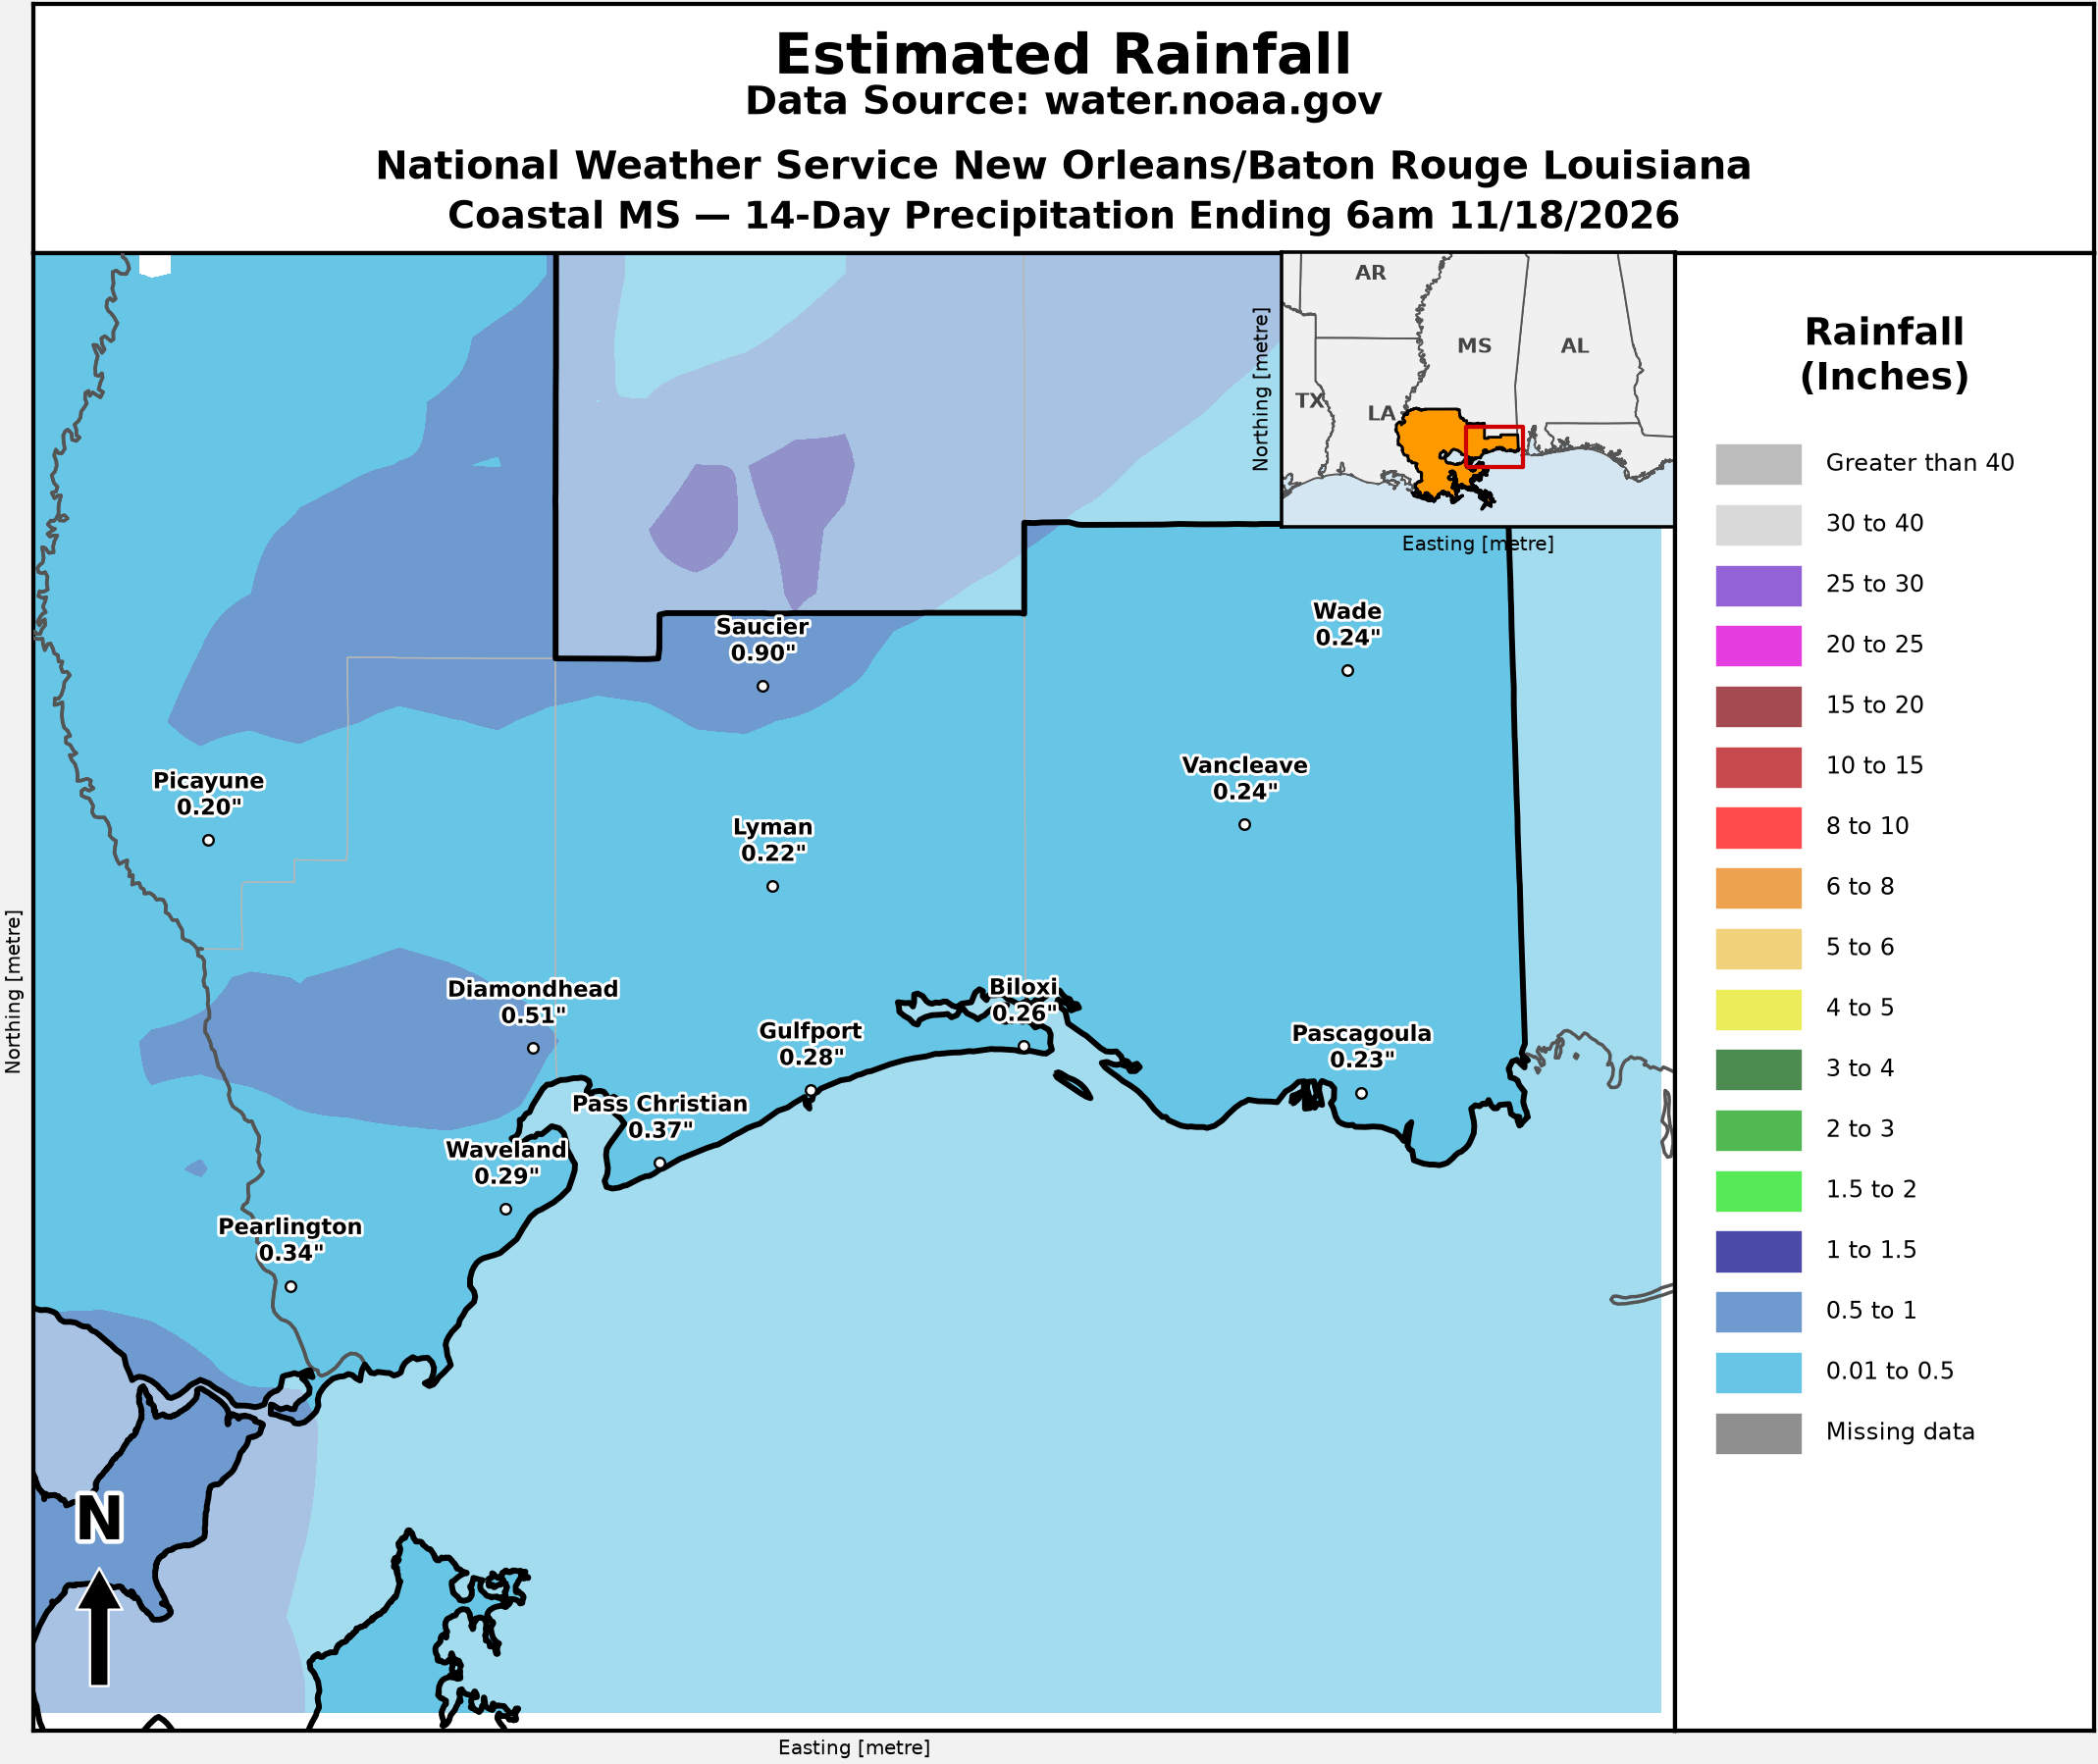 Estimated Rainfall
Data Source: water.noaa.gov
National Weather Service New Orleans/Baton Rouge Louisiana
Coastal MS — 14-Day Precipitation Ending 6am 11/18/2026
AR
MS
AL
TX
LA
Northing [metre]
Easting [metre]
Rainfall
(Inches)
Greater than 40
30 to 40
25 to 30
20 to 25
15 to 20
10 to 15
8 to 10
6 to 8
5 to 6
4 to 5
3 to 4
2 to 3
1.5 to 2
1 to 1.5
0.5 to 1
0.01 to 0.5
Missing data
Saucier
0.90"
Wade
0.24"
Picayune
0.20"
Vancleave
0.24"
Lyman
0.22"
Diamondhead
0.51"
Biloxi
0.26"
Gulfport
0.28"
Pascagoula
0.23"
Pass Christian
0.37"
Waveland
0.29"
Pearlington
0.34"
N
Northing [metre]
Easting [metre]